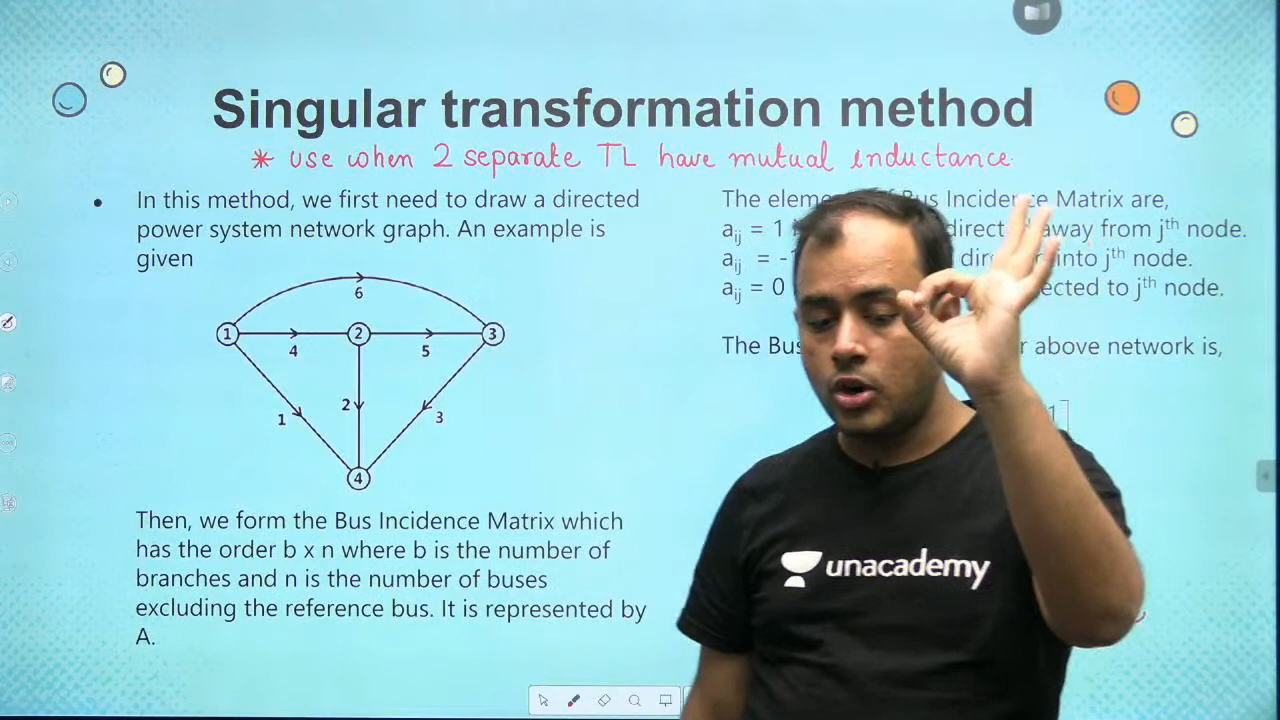 Singular transformation method
* use when 2 separate TL have mutual inductance
• In this method, we first need to draw a directed
power system network graph. An example is
given
6
1 2 3
4 5
2
1 3
4
Then, we form the Bus Incidence Matrix which
has the order b x n where b is the number of
branches and n is the number of buses
excluding the reference bus. It is represented by
A.
The Bus Incidence Matrix are,
aij = 1 away from jth node.
aij = -1 into jth node.
aij = 0 to jth node.
The above network is,
1]
unacademy